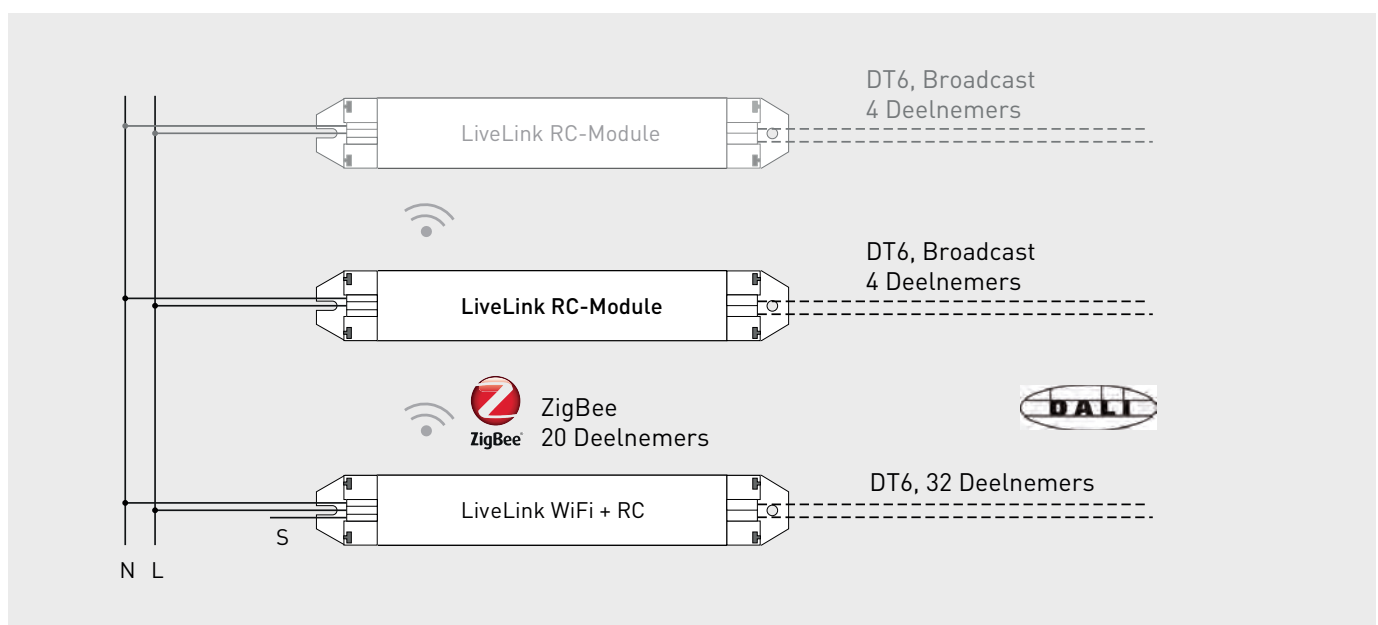 DT6, Broadcast
4 Deelnemers
LiveLink RC-Module
DT6, Broadcast
4 Deelnemers
LiveLink RC-Module
ZigBee
ZigBee
20 Deelnemers
DALI
DT6, 32 Deelnemers
LiveLink WiFi + RC
S
N L